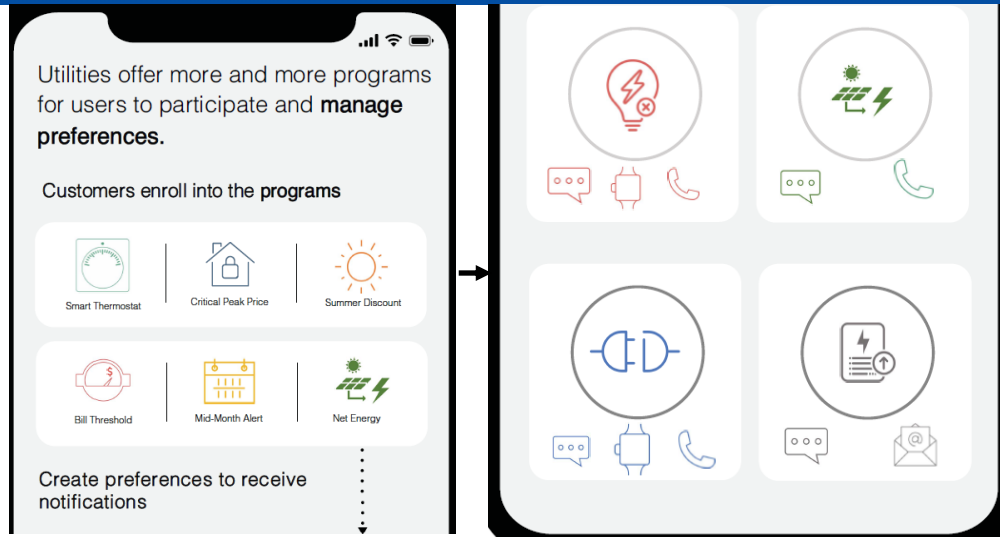 Utilities offer more and more programs
for users to participate and manage
preferences.
Customers enroll into the programs
Smart Thermostat
Critical Peak Price
Summer Discount
$
Bill Threshold
Mid-Month Alert
Net Energy
Create preferences to receive
notifications
@